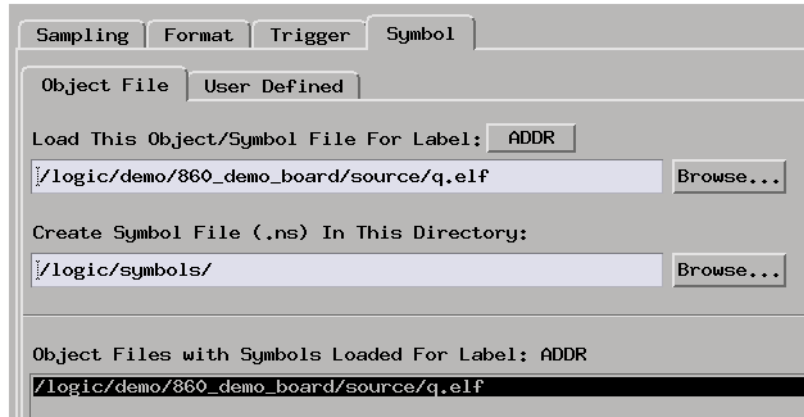 Sampling Format Trigger Symbol
Object File User Defined
Load This Object/Symbol File For Label: ADDR
/logic/demo/860_demo_board/source/q.elf Browse...
Create Symbol File (.ns) In This Directory:
/logic/symbols/ Browse...
Object Files with Symbols Loaded For Label: ADDR
/logic/demo/860_demo_board/source/q.elf